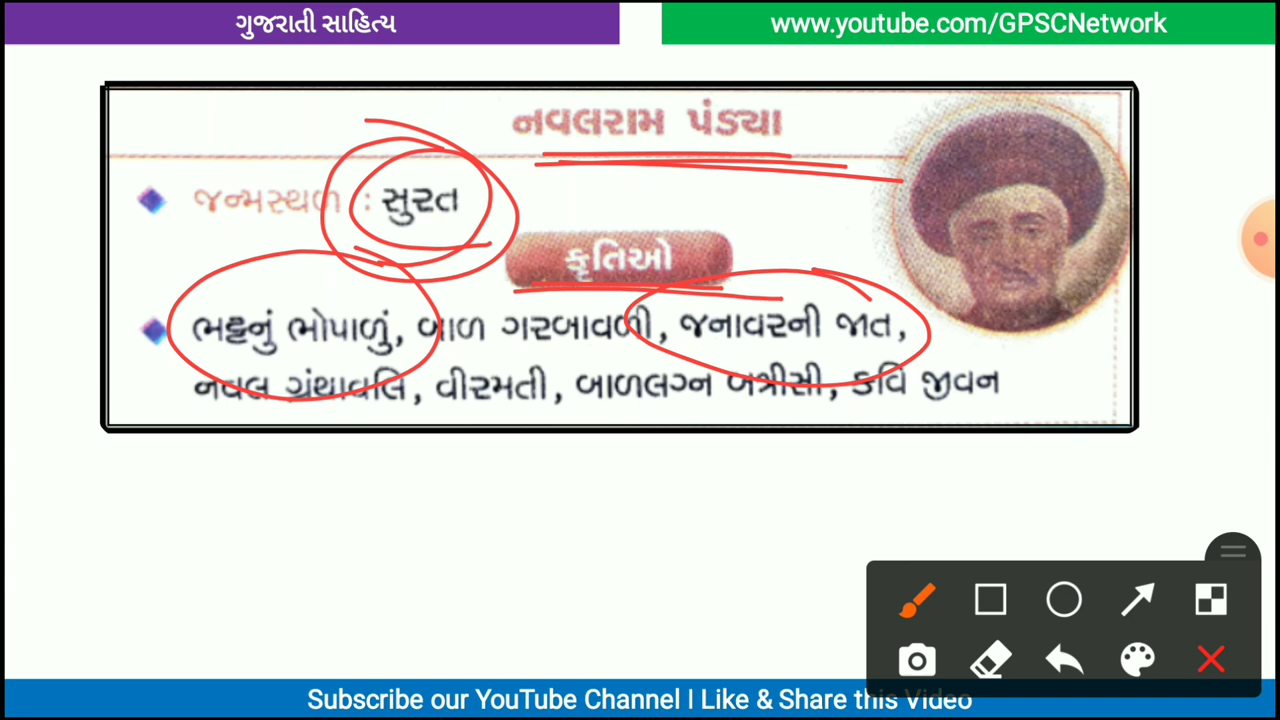 ગુજરાતી સાહિત્ય
www.youtube.com/GPSCNetwork
નવલરામ પંડ્યા
જન્મસ્થળ : સુરત
કૃતિઓ
ભટ્ટનું ભોપાળું, બાળ ગરબાવળી, જનાવરની જાત,
નવલ ગ્રંથાવલિ, વીરમતી, બાળલગ્ન બત્રીસી, કવિ જીવન
Subscribe our YouTube Channel I Like & Share this Video